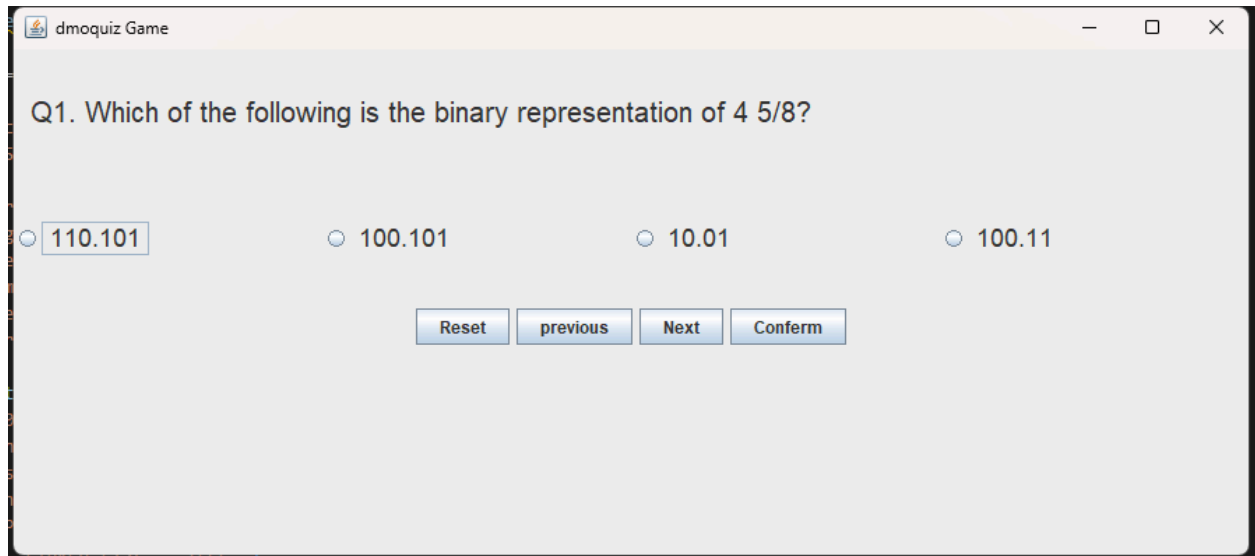 dmoquiz Game
Q1. Which of the following is the binary representation of 4 5/8?
110.101 100.101 10.01 100.11
Reset previous Next Conferm